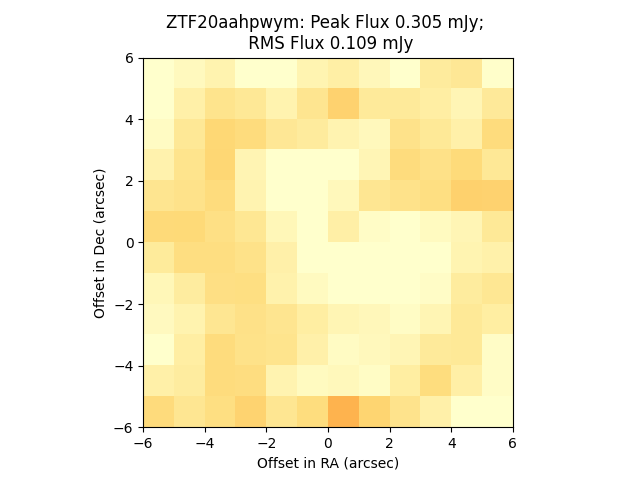 ZTF20aahpwym: Peak Flux 0.305 mJy;
RMS Flux 0.109 mJy
6
4
2
0
−2
−4
−6
Offset in Dec (arcsec)
−6 −4 −2 0 2 4 6
Offset in RA (arcsec)